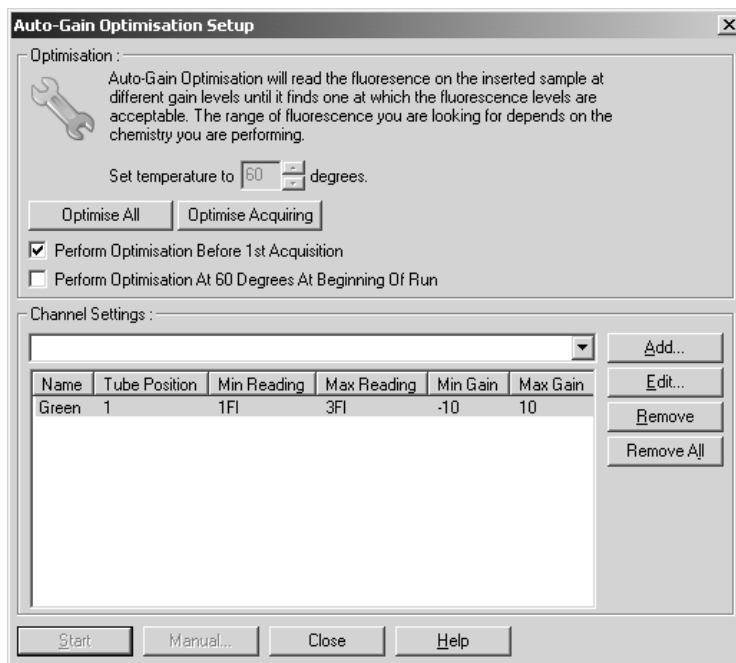 Auto-Gain Optimisation Setup
Optimisation :
Auto-Gain Optimisation will read the fluoresence on the inserted sample at
different gain levels until it finds one at which the fluorescence levels are
acceptable. The range of fluorescence you are looking for depends on the
chemistry you are performing.
Set temperature to 60 degrees.
Optimise All Optimise Acquiring
Perform Optimisation Before 1st Acquisition
Perform Optimisation At 60 Degrees At Beginning Of Run
Channel Settings :
Add...
Name Tube Position Min Reading Max Reading Min Gain Max Gain Edit...
Green 1 1Fl 3Fl -10 10
Remove
Remove All
Start Manual... Close Help